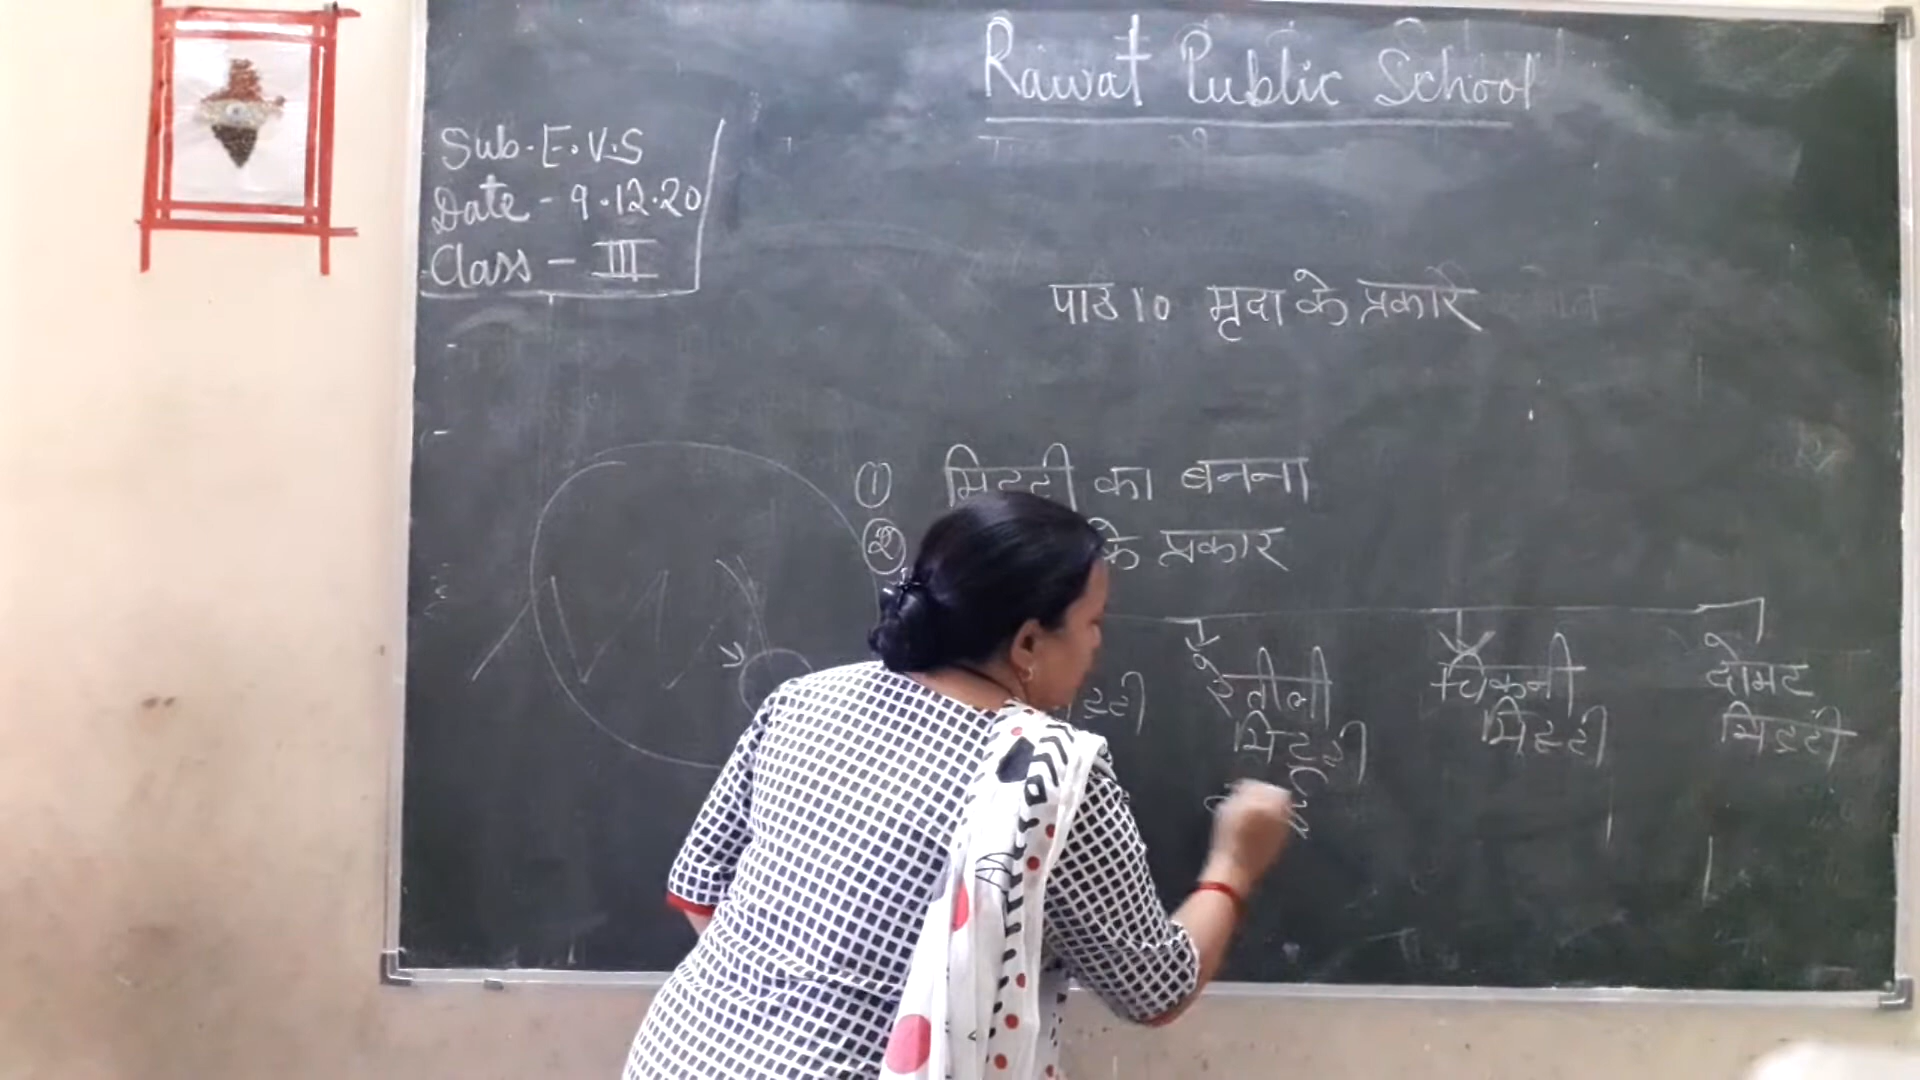 Rawat Public School
Sub. E.V.S
Date - 9.12.20
Class - III
पाठ 10 मृदा के प्रकार
① मिट्टी का बनना
② के प्रकार
रेतीली
मिट्टी
चिकनी
मिट्टी
दोमट
मिट्टी